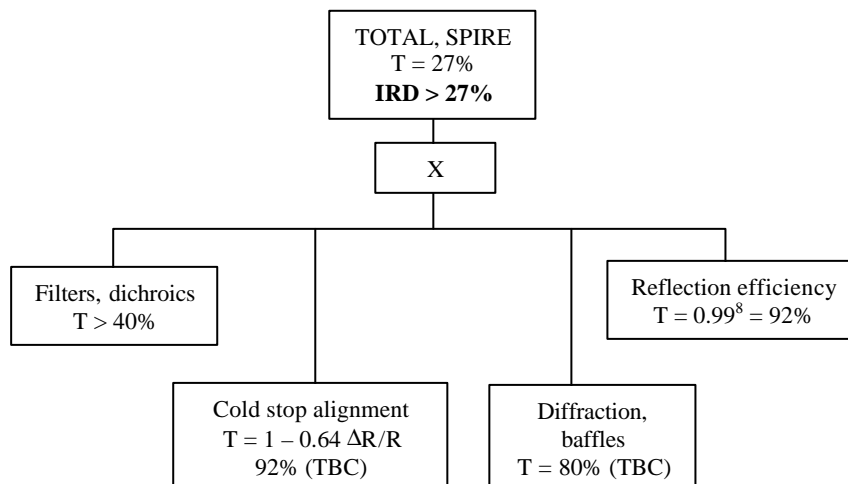 TOTAL, SPIRE
T = 27%
IRD > 27%
X
Filters, dichroics
T > 40%
Reflection efficiency
T = 0.99⁸ = 92%
Cold stop alignment
T = 1 – 0.64 ΔR/R
92% (TBC)
Diffraction,
baffles
T = 80% (TBC)